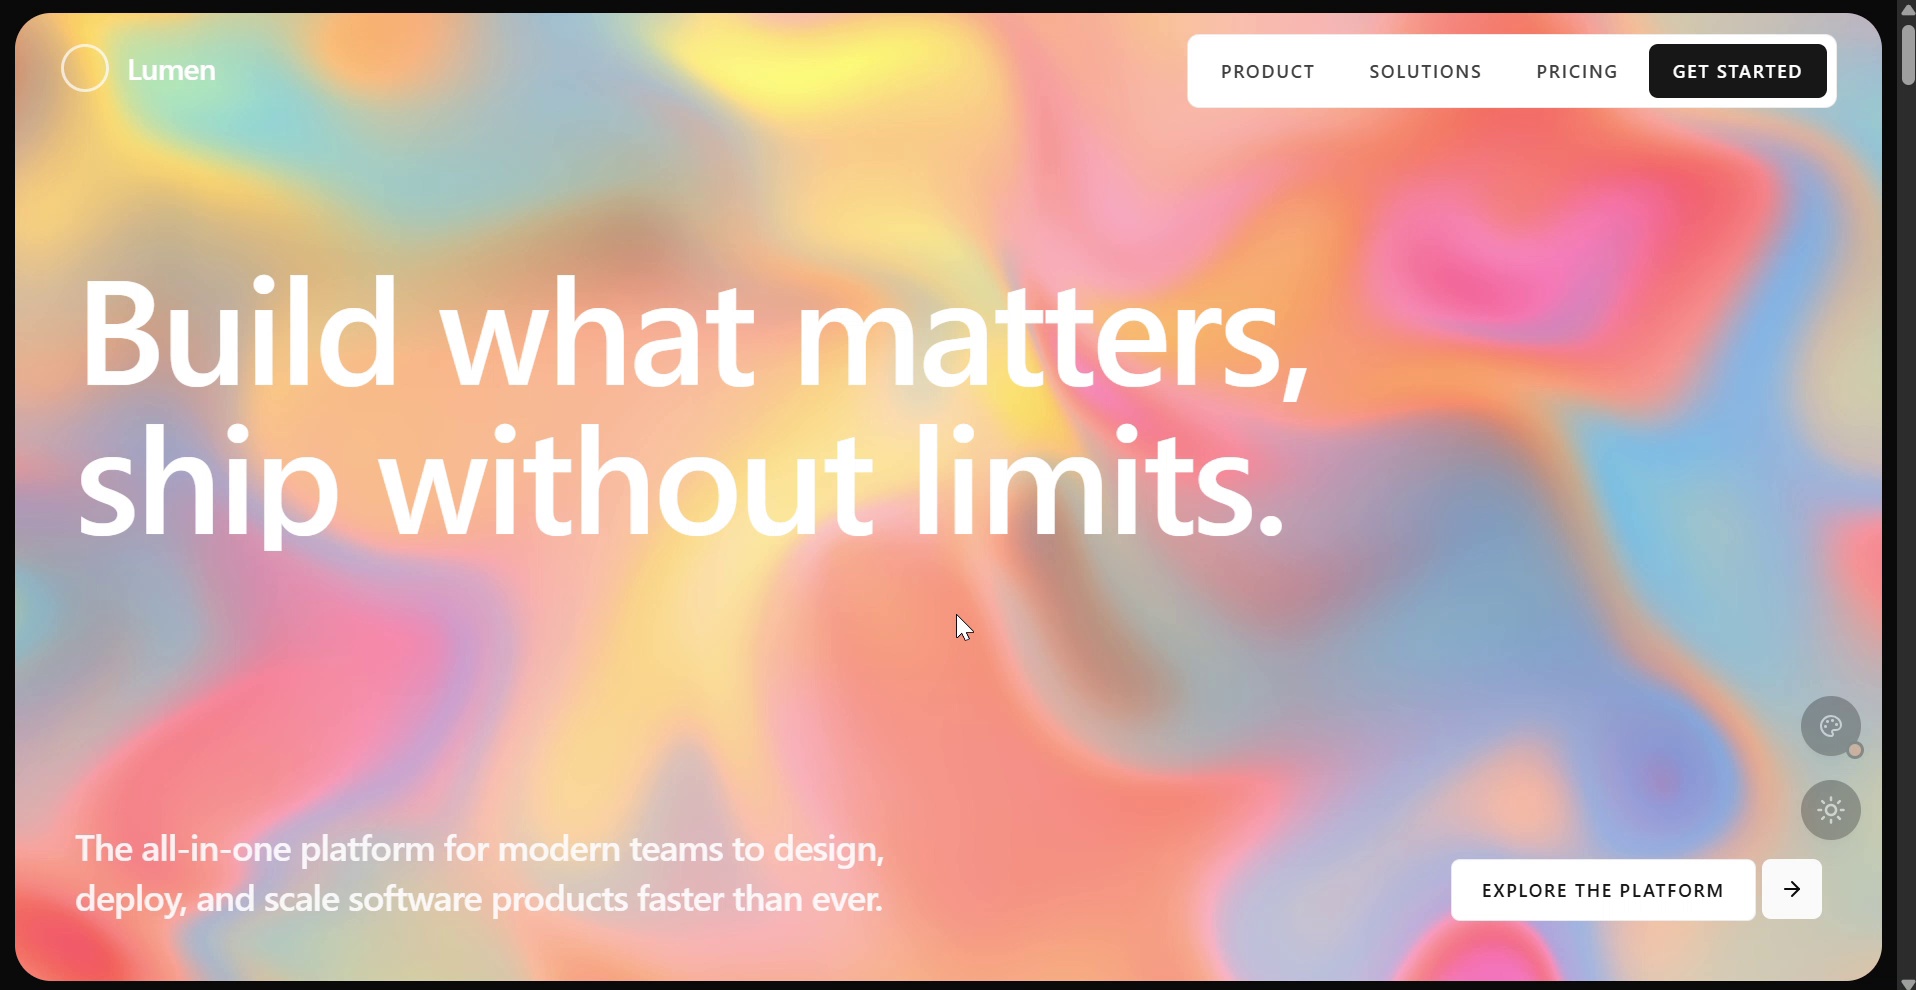 Lumen
PRODUCT SOLUTIONS PRICING GET STARTED
Build what matters,
ship without limits.
The all-in-one platform for modern teams to design,
deploy, and scale software products faster than ever.
EXPLORE THE PLATFORM